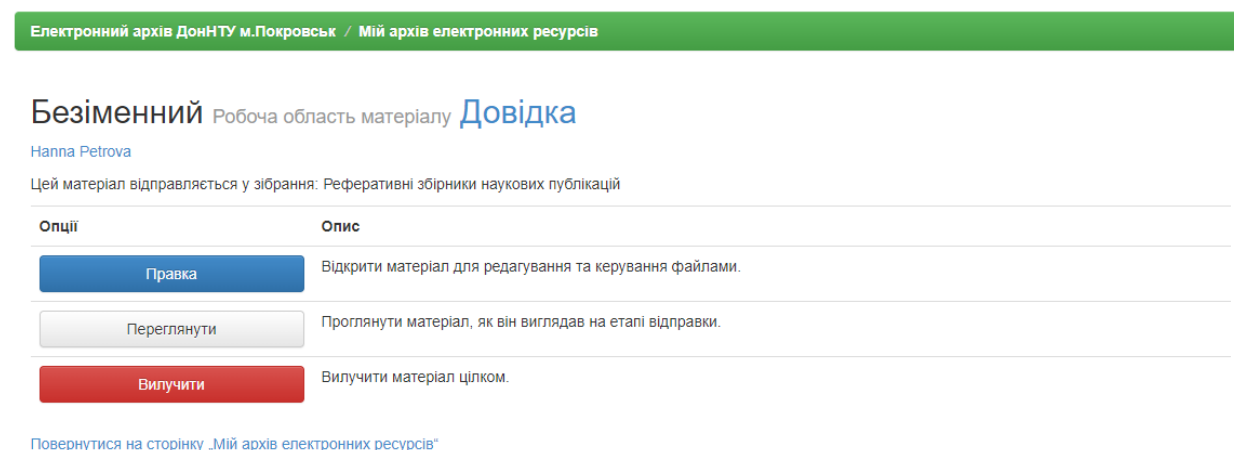 Електронний архів ДонНТУ м.Покровськ / Мій архів електронних ресурсів
Безіменний Робоча область матеріалу Довідка
Hanna Petrova
Цей матеріал відправляється у зібрання: Реферативні збірники наукових публікацій
Опції Опис
Правка Відкрити матеріал для редагування та керування файлами.
Переглянути Проглянути матеріал, як він виглядав на етапі відправки.
Вилучити Вилучити матеріал цілком.
Повернутися на сторінку „Мій архів електронних ресурсів“